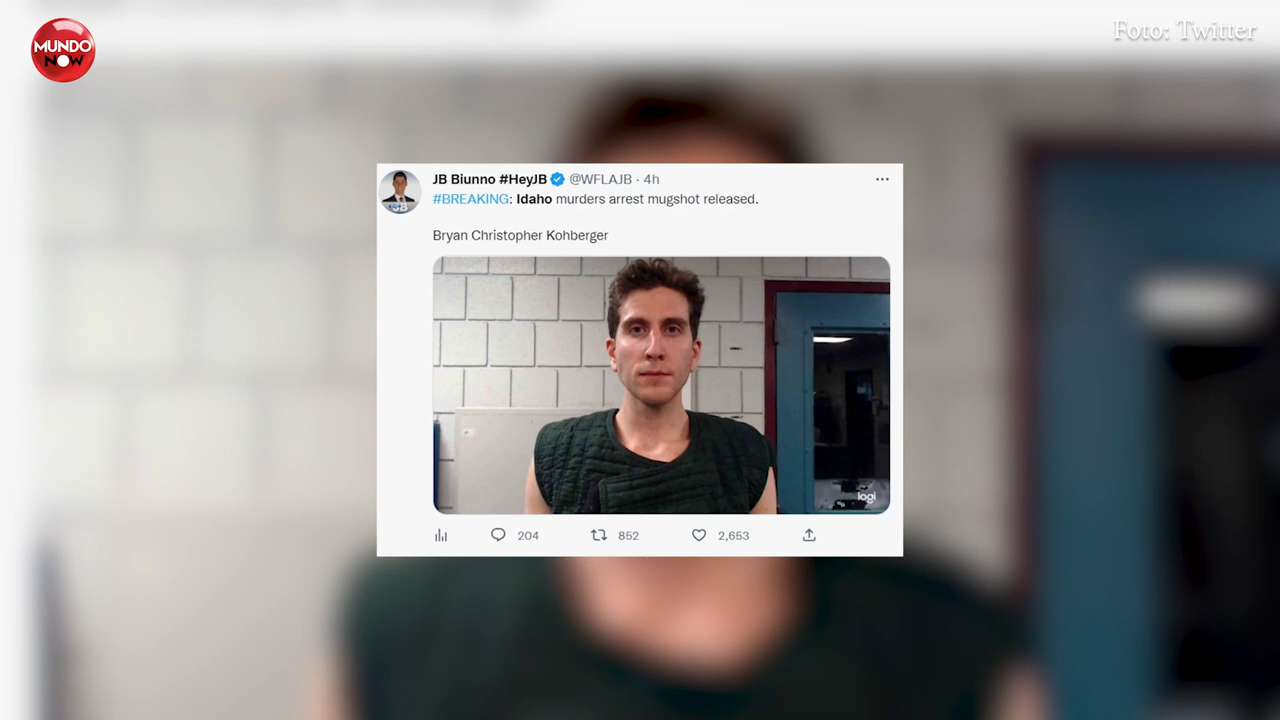 MUNDO
NOW
Foto: Twitter
JB Biunno #HeyJB @WFLAJB · 4h
#BREAKING: Idaho murders arrest mugshot released.
Bryan Christopher Kohberger
logi
204 852 2,653